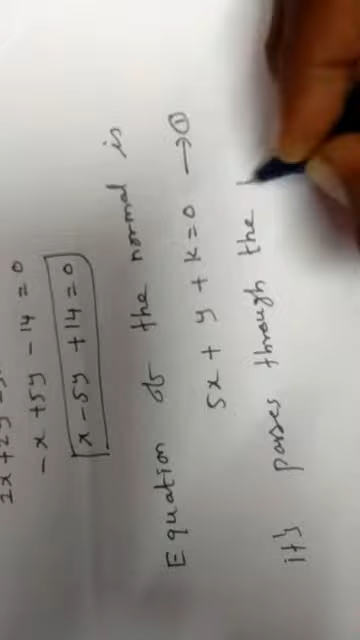 -x +5y -14 = 0
x - 5y + 14 = 0
Equation of the normal is
5x + y + k = 0 → ①
it passes through the